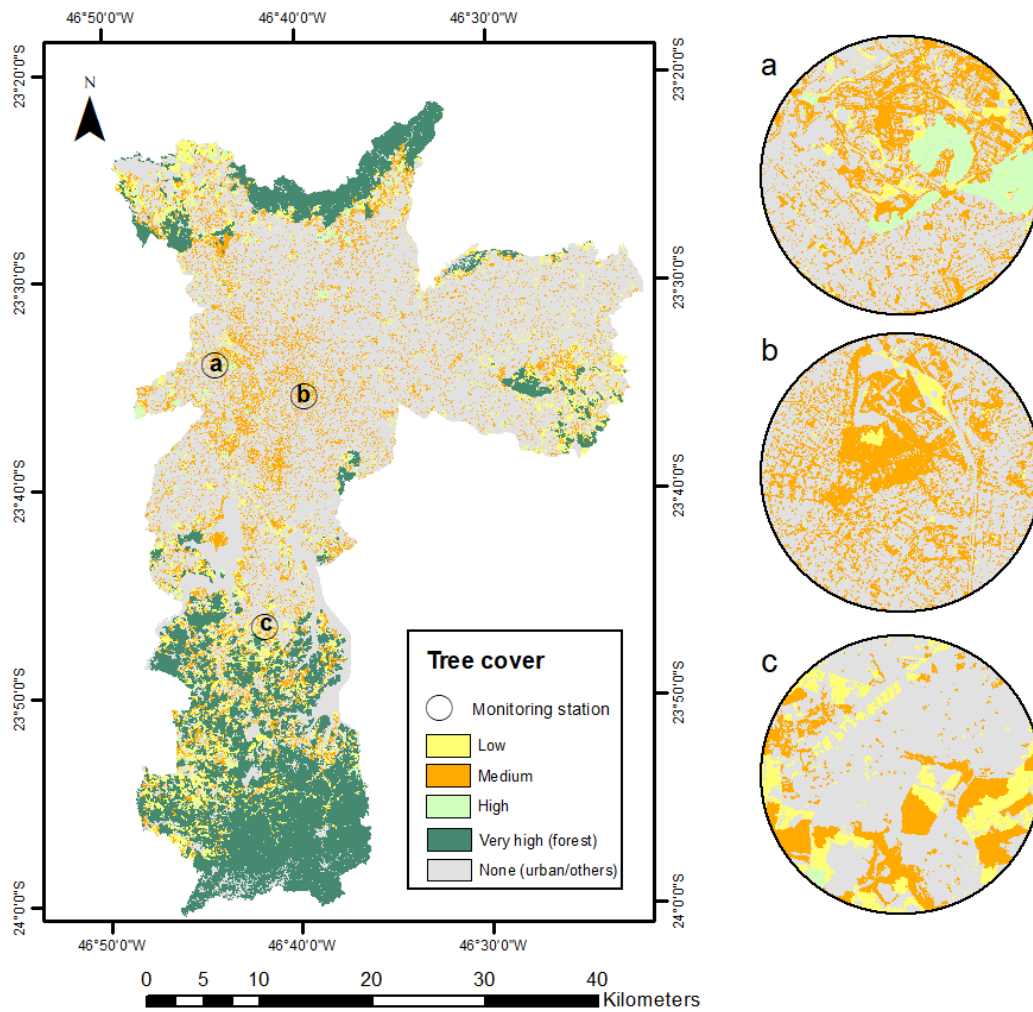 46°50'0"W 46°40'0"W 46°30'0"W
23°20'0"S
23°20'0"S
N
23°30'0"S
23°30'0"S
23°40'0"S
23°40'0"S
23°50'0"S
23°50'0"S
24°0'0"S
24°0'0"S
a
b
c
Tree cover
Monitoring station
Low
Medium
High
Very high (forest)
None (urban/others)
46°50'0"W 46°40'0"W 46°30'0"W
0 5 10 20 30 40
Kilometers
a
b
c